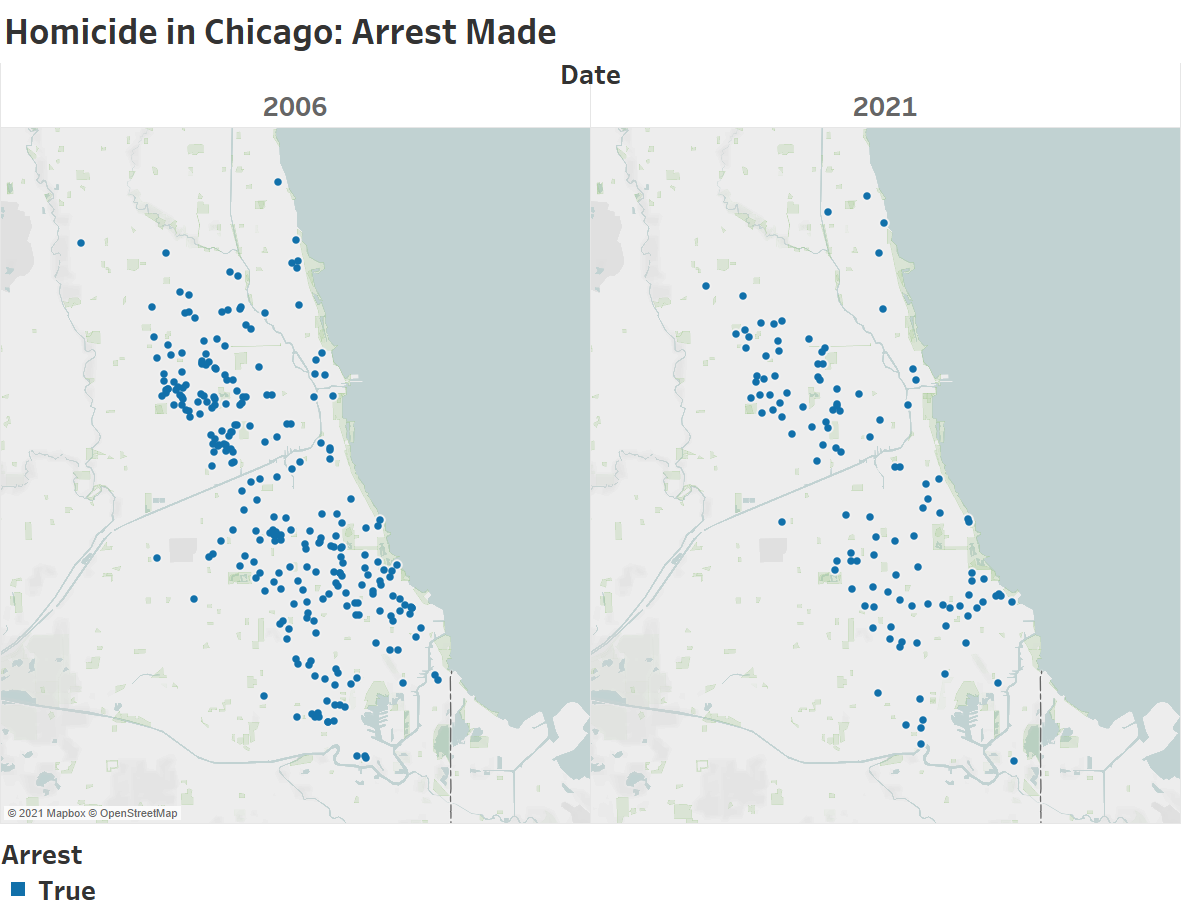 Homicide in Chicago: Arrest Made
Date
2006
2021
© 2021 Mapbox © OpenStreetMap
Arrest
True